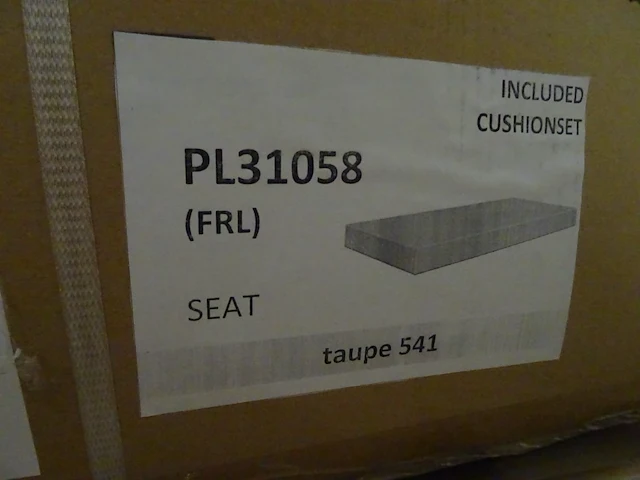 INCLUDED
CUSHIONSET
PL31058
(FRL)
SEAT
taupe 541